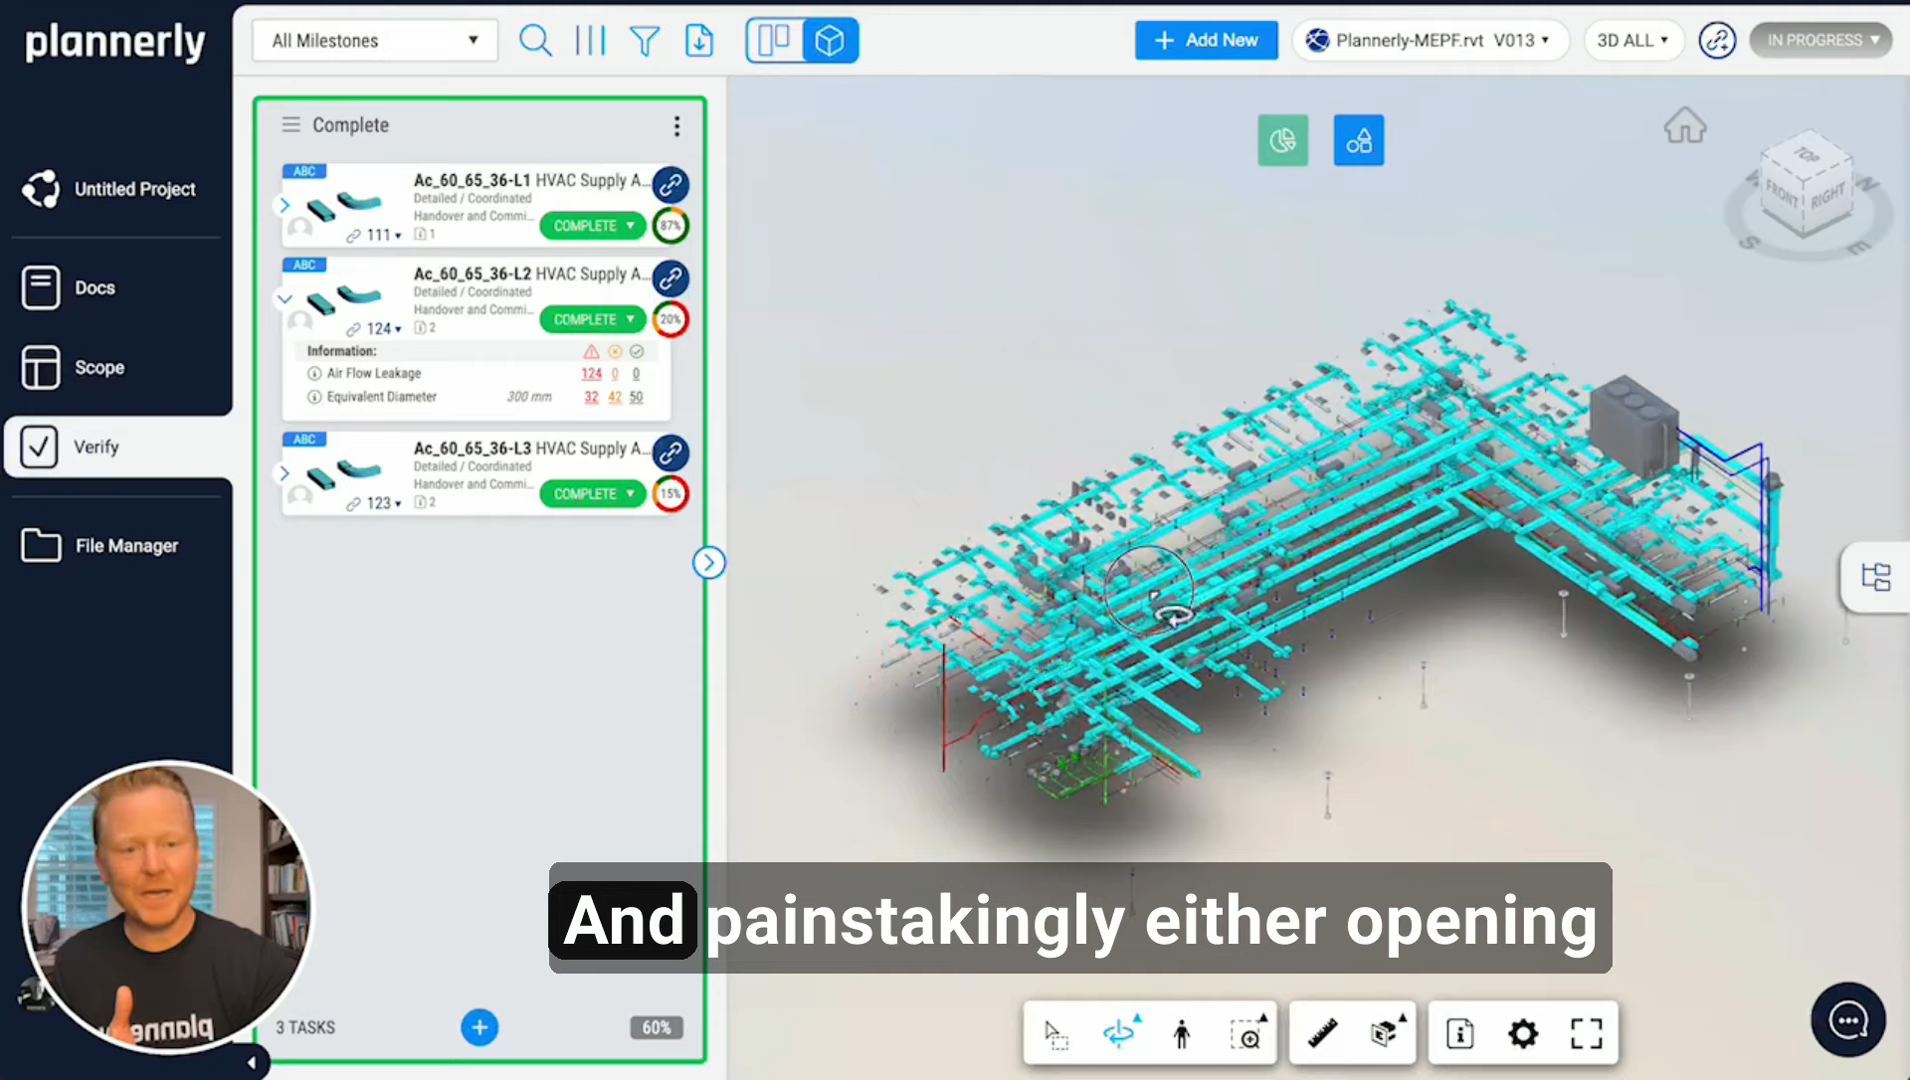 plannerly
All Milestones
Add New
Plannerly-MEPF.rvt V013
3D ALL
IN PROGRESS
Untitled Project
Docs
Scope
Verify
File Manager
Complete
ABC
Ac_60_65_36-L1 HVAC Supply A...
Detailed / Coordinated
Handover and Commi...
COMPLETE
87%
111
1
ABC
Ac_60_65_36-L2 HVAC Supply A...
Detailed / Coordinated
Handover and Commi...
COMPLETE
20%
124
2
Information:
Air Flow Leakage 124 0 0
Equivalent Diameter 300 mm 32 42 50
ABC
Ac_60_65_36-L3 HVAC Supply A...
Detailed / Coordinated
Handover and Commi...
COMPLETE
15%
123
2
TOP
FRONT
RIGHT
W
N
S
E
And painstakingly either opening
plannerly
3 TASKS
60%